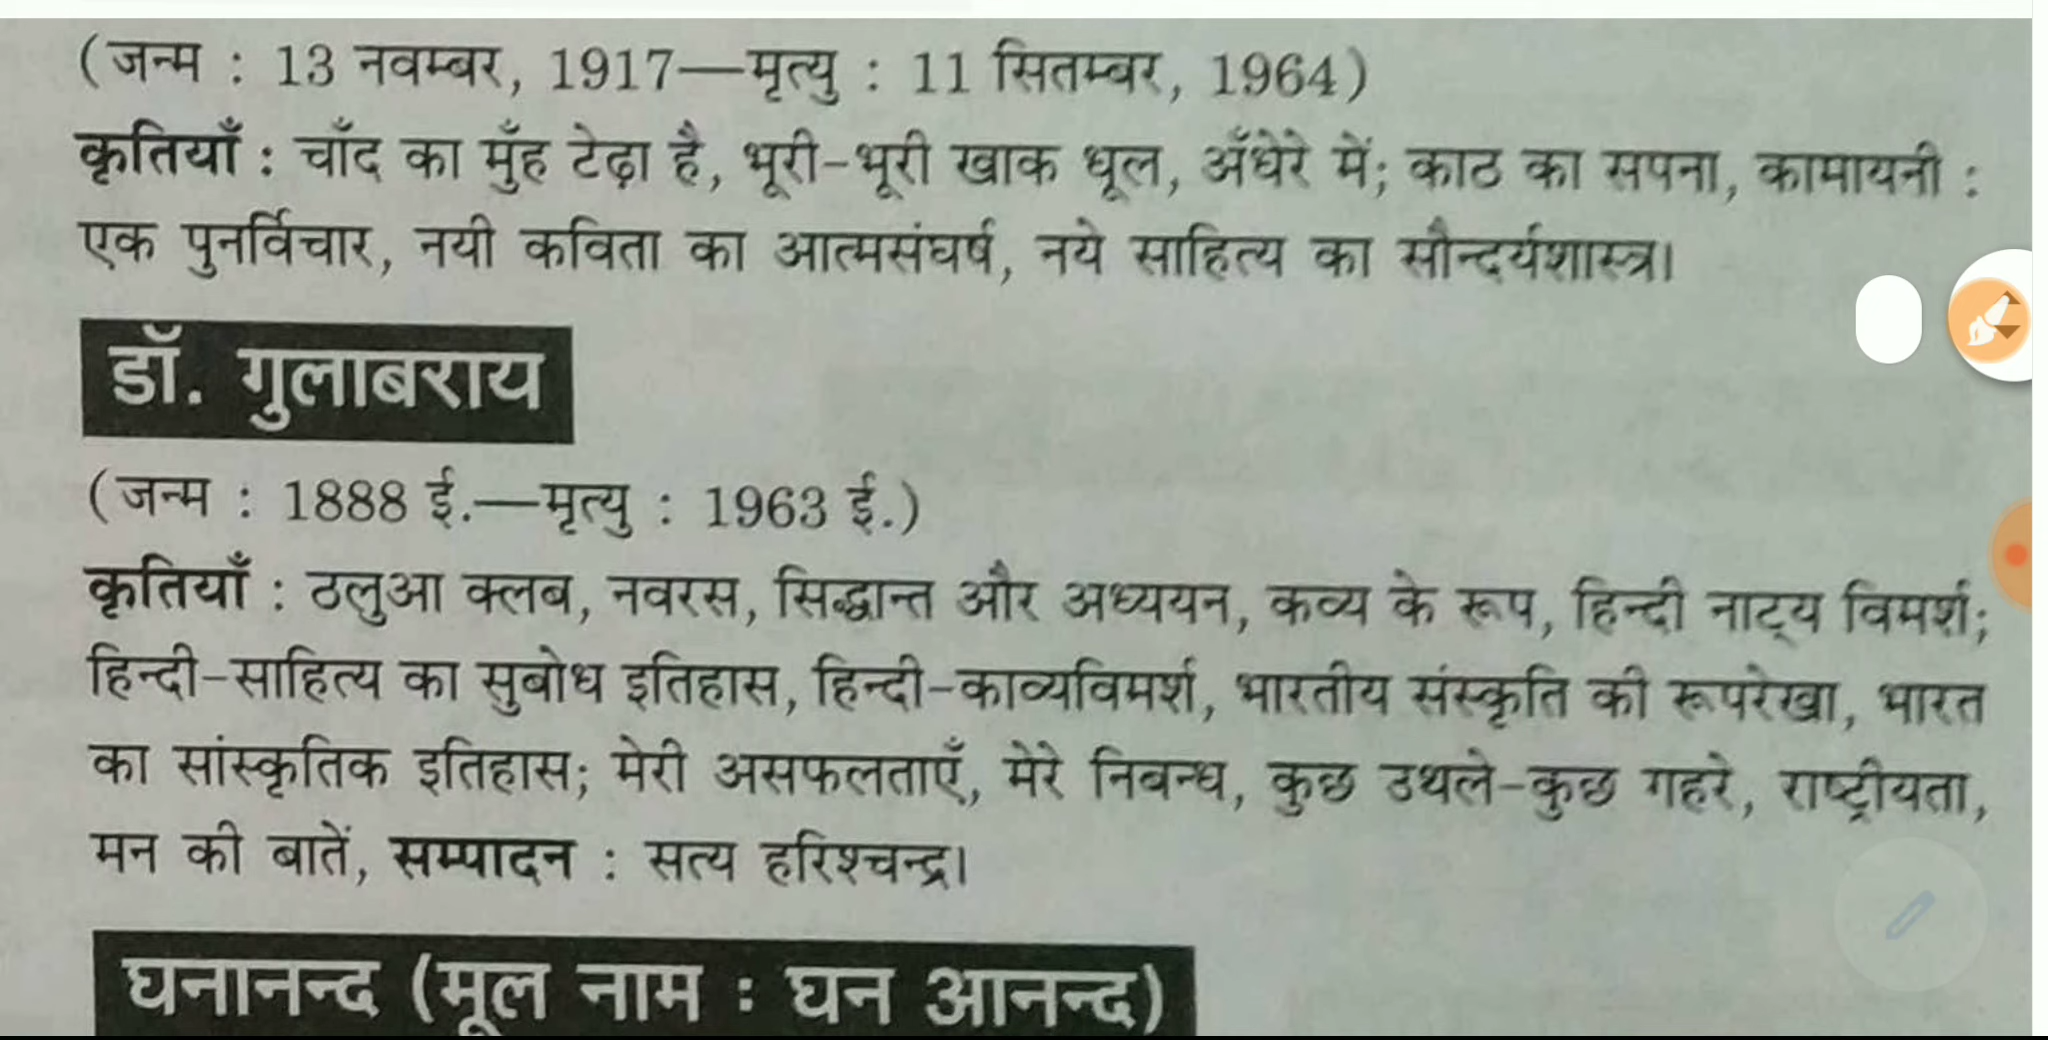 (जन्म : 13 नवम्बर, 1917—मृत्यु : 11 सितम्बर, 1964)
कृतियाँ : चाँद का मुँह टेढ़ा है, भूरी-भूरी खाक धूल, अँधेरे में; काठ का सपना, कामायनी :
एक पुनर्विचार, नयी कविता का आत्मसंघर्ष, नये साहित्य का सौन्दर्यशास्त्र।
डॉ. गुलाबराय
(जन्म : 1888 ई.—मृत्यु : 1963 ई.)
कृतियाँ : ठलुआ क्लब, नवरस, सिद्धान्त और अध्ययन, कव्य के रूप, हिन्दी नाट्य विमर्श;
हिन्दी-साहित्य का सुबोध इतिहास, हिन्दी-काव्यविमर्श, भारतीय संस्कृति की रूपरेखा, भारत
का सांस्कृतिक इतिहास; मेरी असफलताएँ, मेरे निबन्ध, कुछ उथले-कुछ गहरे, राष्ट्रीयता,
मन की बातें, सम्पादन : सत्य हरिश्चन्द्र।
घनानन्द (मूल नाम : घन आनन्द)